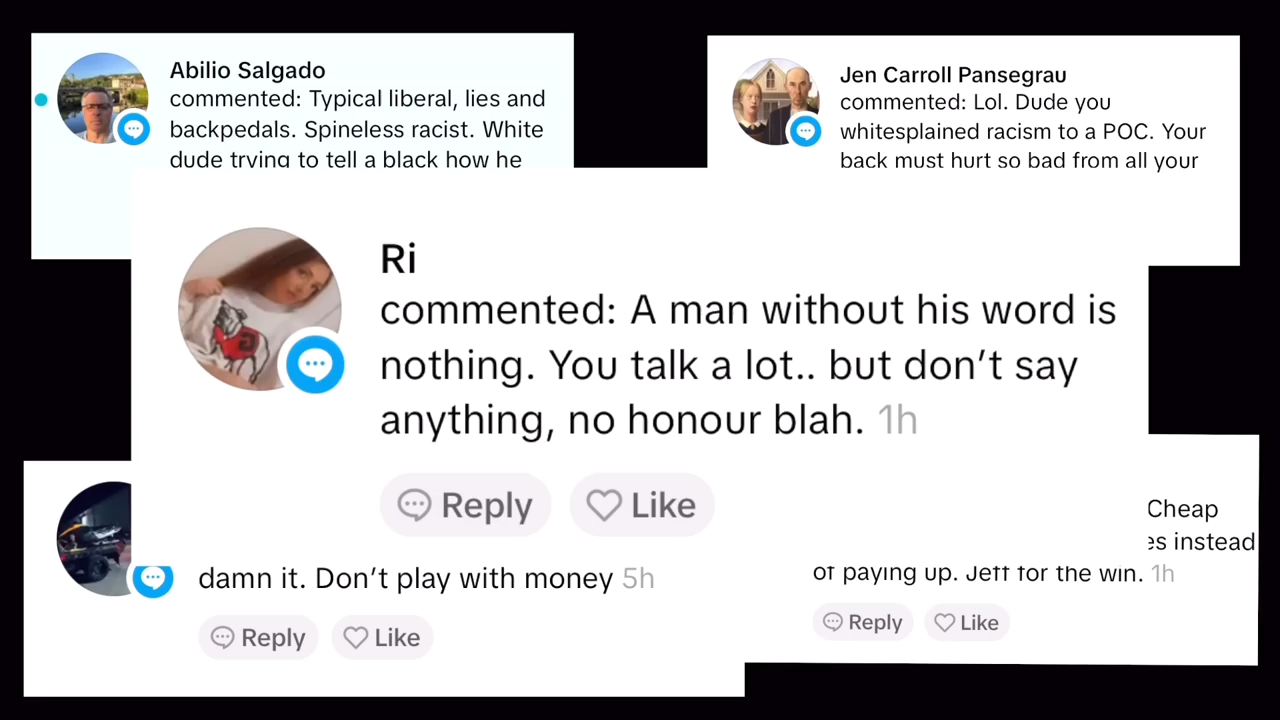 Abilio Salgado
commented: Typical liberal, lies and
backpedals. Spineless racist. White
dude trying to tell a black how he
Jen Carroll Pansegrau
commented: Lol. Dude you
whitesplained racism to a POC. Your
back must hurt so bad from all your
Ri
commented: A man without his word is
nothing. You talk a lot.. but don’t say
anything, no honour blah. 1h
Reply Like
damn it. Don’t play with money 5h
Reply Like
Cheap
es instead
of paying up. Jeff for the win. 1h
Reply Like